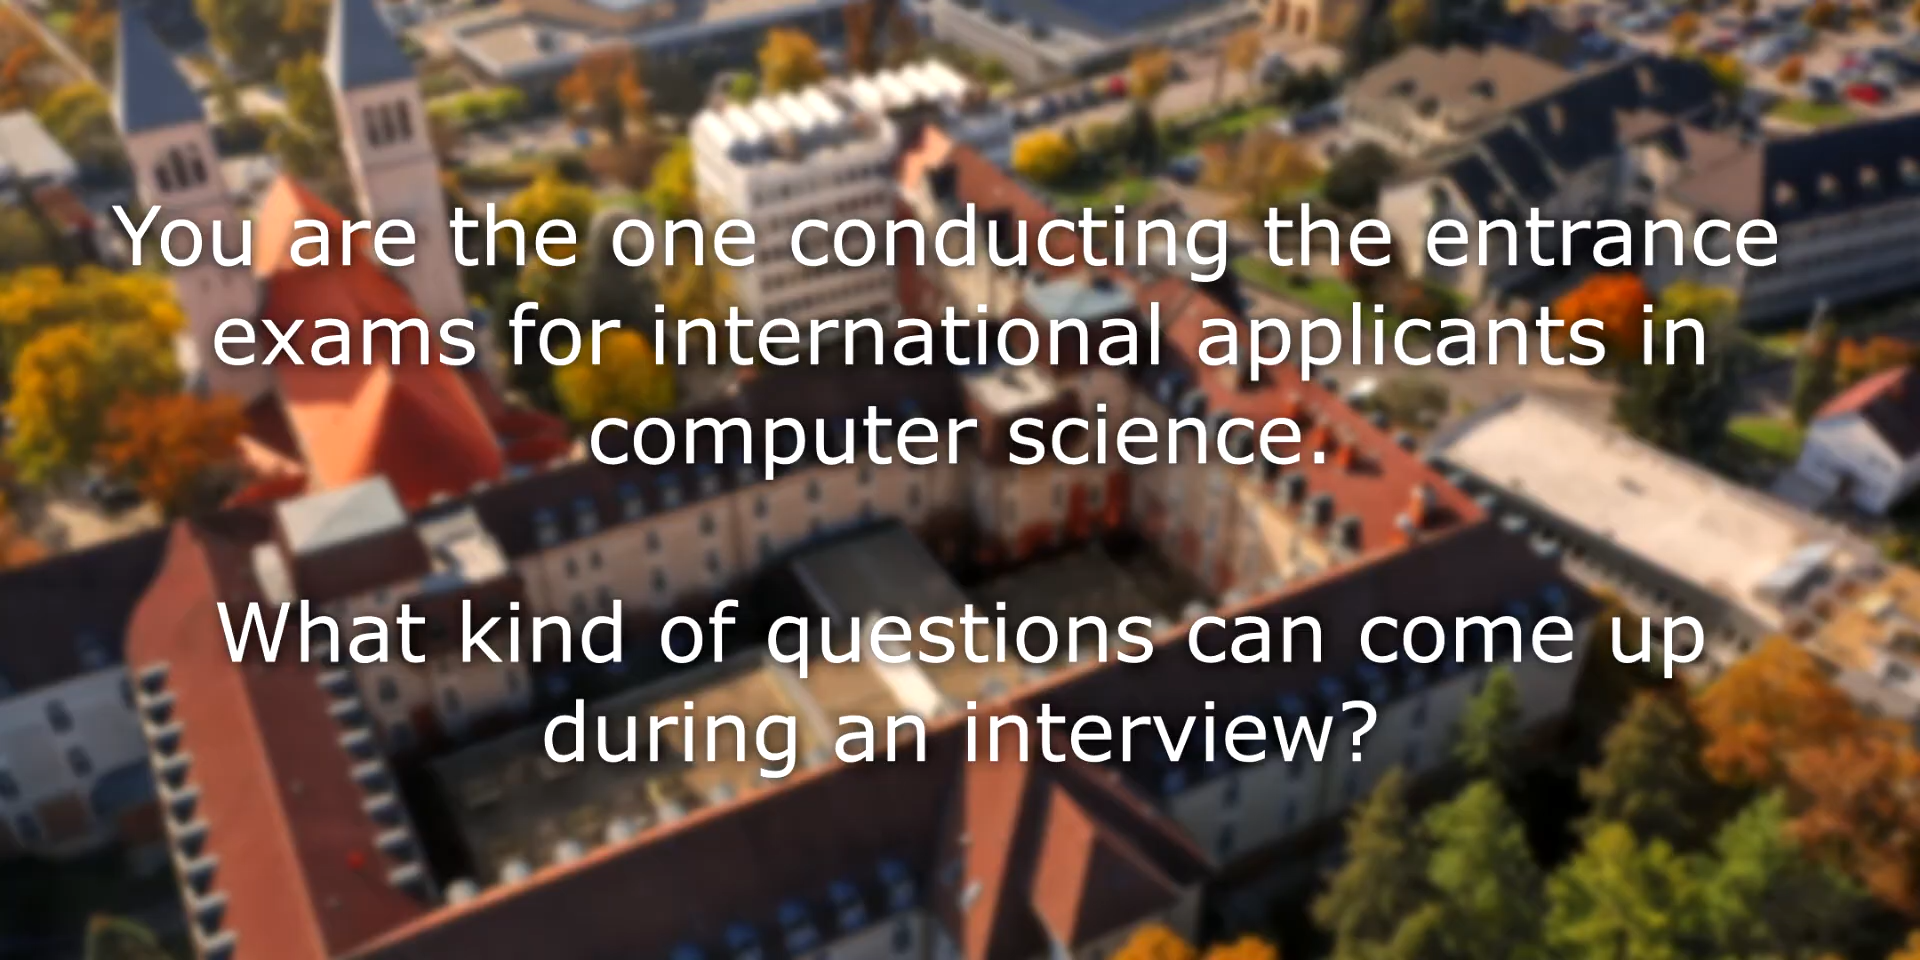 You are the one conducting the entrance
exams for international applicants in
computer science.
What kind of questions can come up
during an interview?